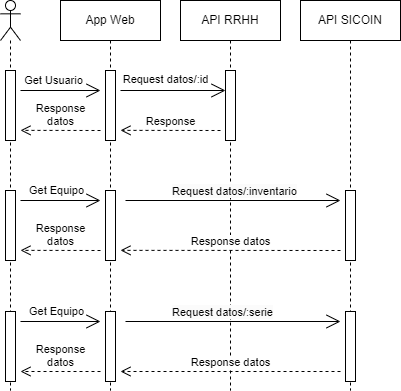 App Web
API RRHH
API SICOIN
Get Usuario
Request datos/:id
Response
datos
Response
Get Equipo
Request datos/:inventario
Response
datos
Response datos
Get Equipo
Request datos/:serie
Response
datos
Response datos